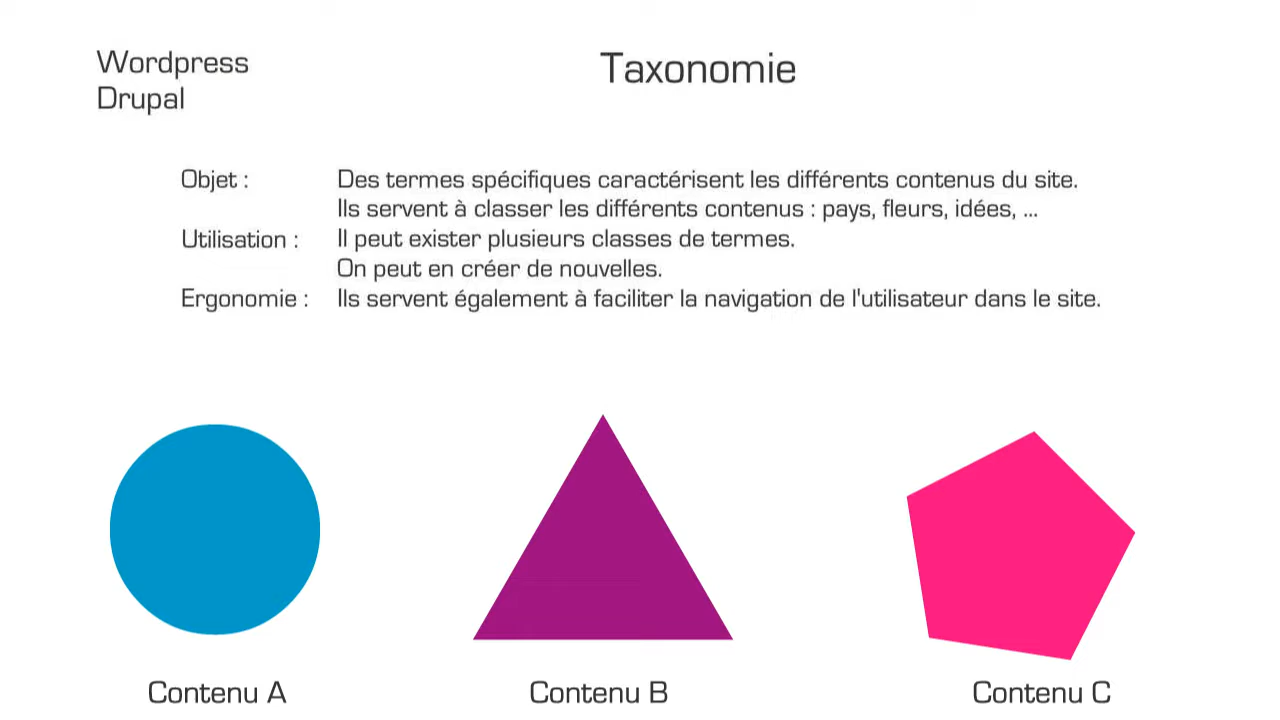 Wordpress
Drupal
Taxonomie
Objet : Des termes spécifiques caractérisent les différents contenus du site.
Ils servent à classer les différents contenus : pays, fleurs, idées, ...
Utilisation : Il peut exister plusieurs classes de termes.
On peut en créer de nouvelles.
Ergonomie : Ils servent également à faciliter la navigation de l'utilisateur dans le site.
Contenu A
Contenu B
Contenu C